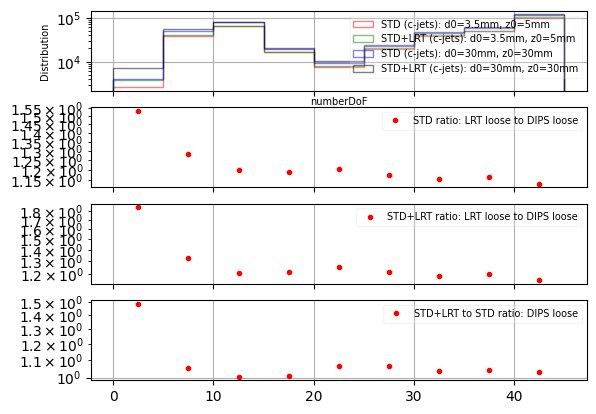 10⁵
10⁴
Distribution
STD (c-jets): d0=3.5mm, z0=5mm
STD+LRT (c-jets): d0=3.5mm, z0=5mm
STD (c-jets): d0=30mm, z0=30mm
STD+LRT (c-jets): d0=30mm, z0=30mm
numberDoF
1.55 × 10⁰
1.5 × 10⁰
1.45 × 10⁰
1.4 × 10⁰
1.35 × 10⁰
1.3 × 10⁰
1.25 × 10⁰
1.2 × 10⁰
1.15 × 10⁰
STD ratio: LRT loose to DIPS loose
1.8 × 10⁰
1.7 × 10⁰
1.6 × 10⁰
1.5 × 10⁰
1.4 × 10⁰
1.3 × 10⁰
1.2 × 10⁰
STD+LRT ratio: LRT loose to DIPS loose
1.5 × 10⁰
1.4 × 10⁰
1.3 × 10⁰
1.2 × 10⁰
1.1 × 10⁰
10⁰
STD+LRT to STD ratio: DIPS loose
0 10 20 30 40